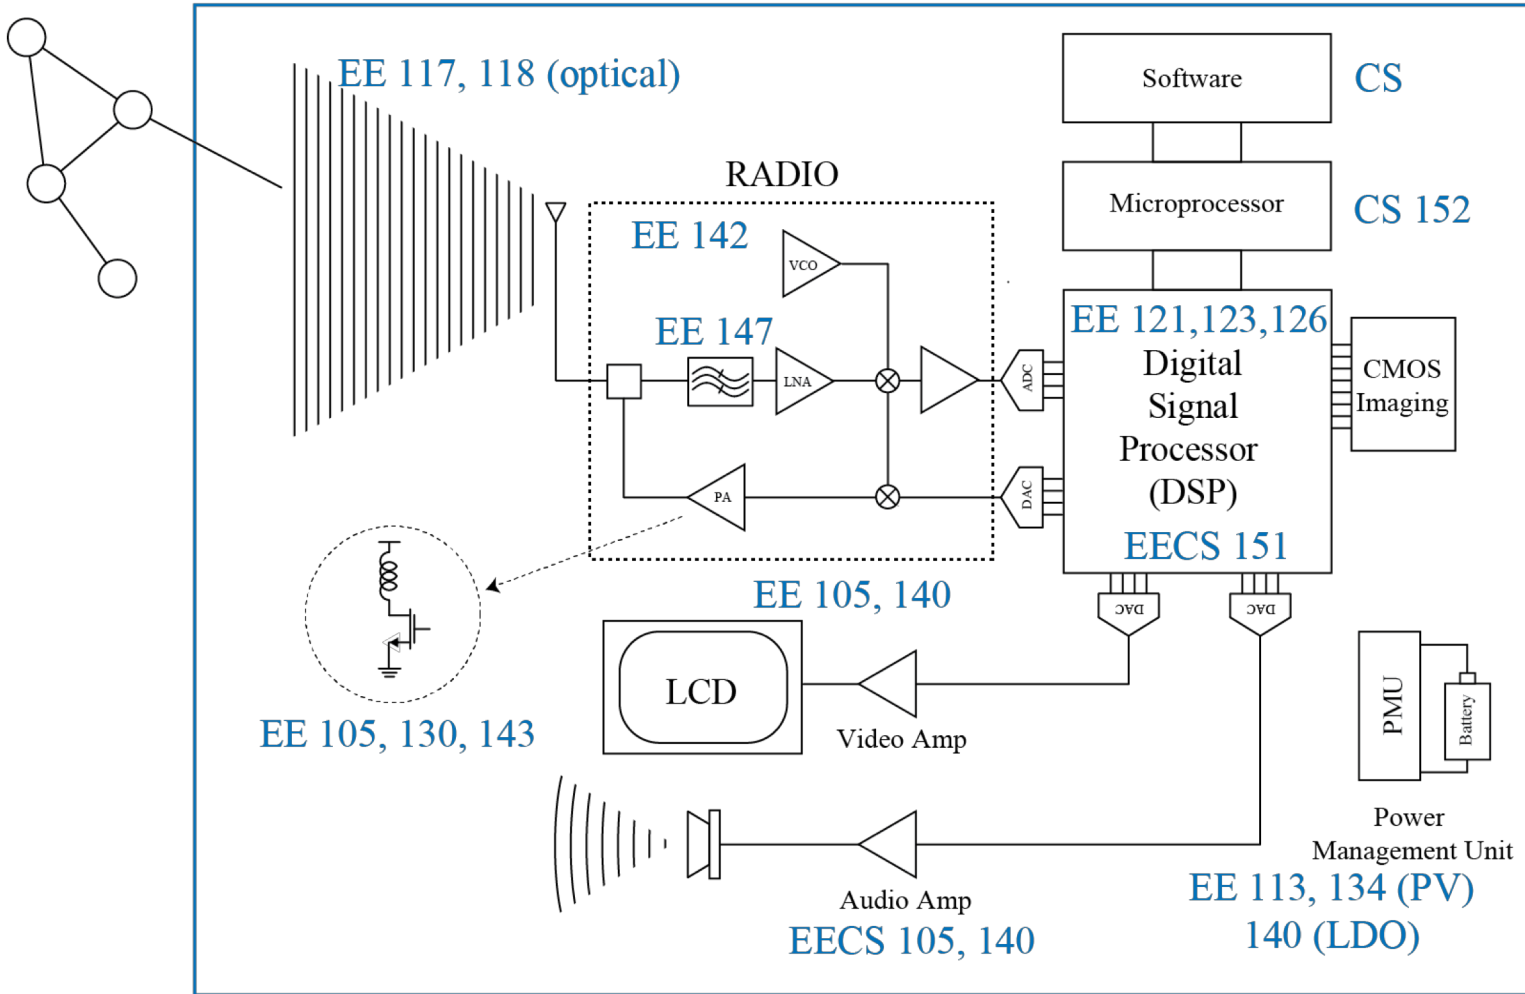 EE 117, 118 (optical)
Software
CS
RADIO
Microprocessor
CS 152
EE 142
VCO
EE 147
LNA
ADC
EE 121,123,126
Digital
Signal
Processor
(DSP)
CMOS
Imaging
PA
DAC
EECS 151
EE 105, 140
DAC
DAC
LCD
Video Amp
PMU
Battery
EE 105, 130, 143
Power
Management Unit
Audio Amp
EECS 105, 140
EE 113, 134 (PV)
140 (LDO)